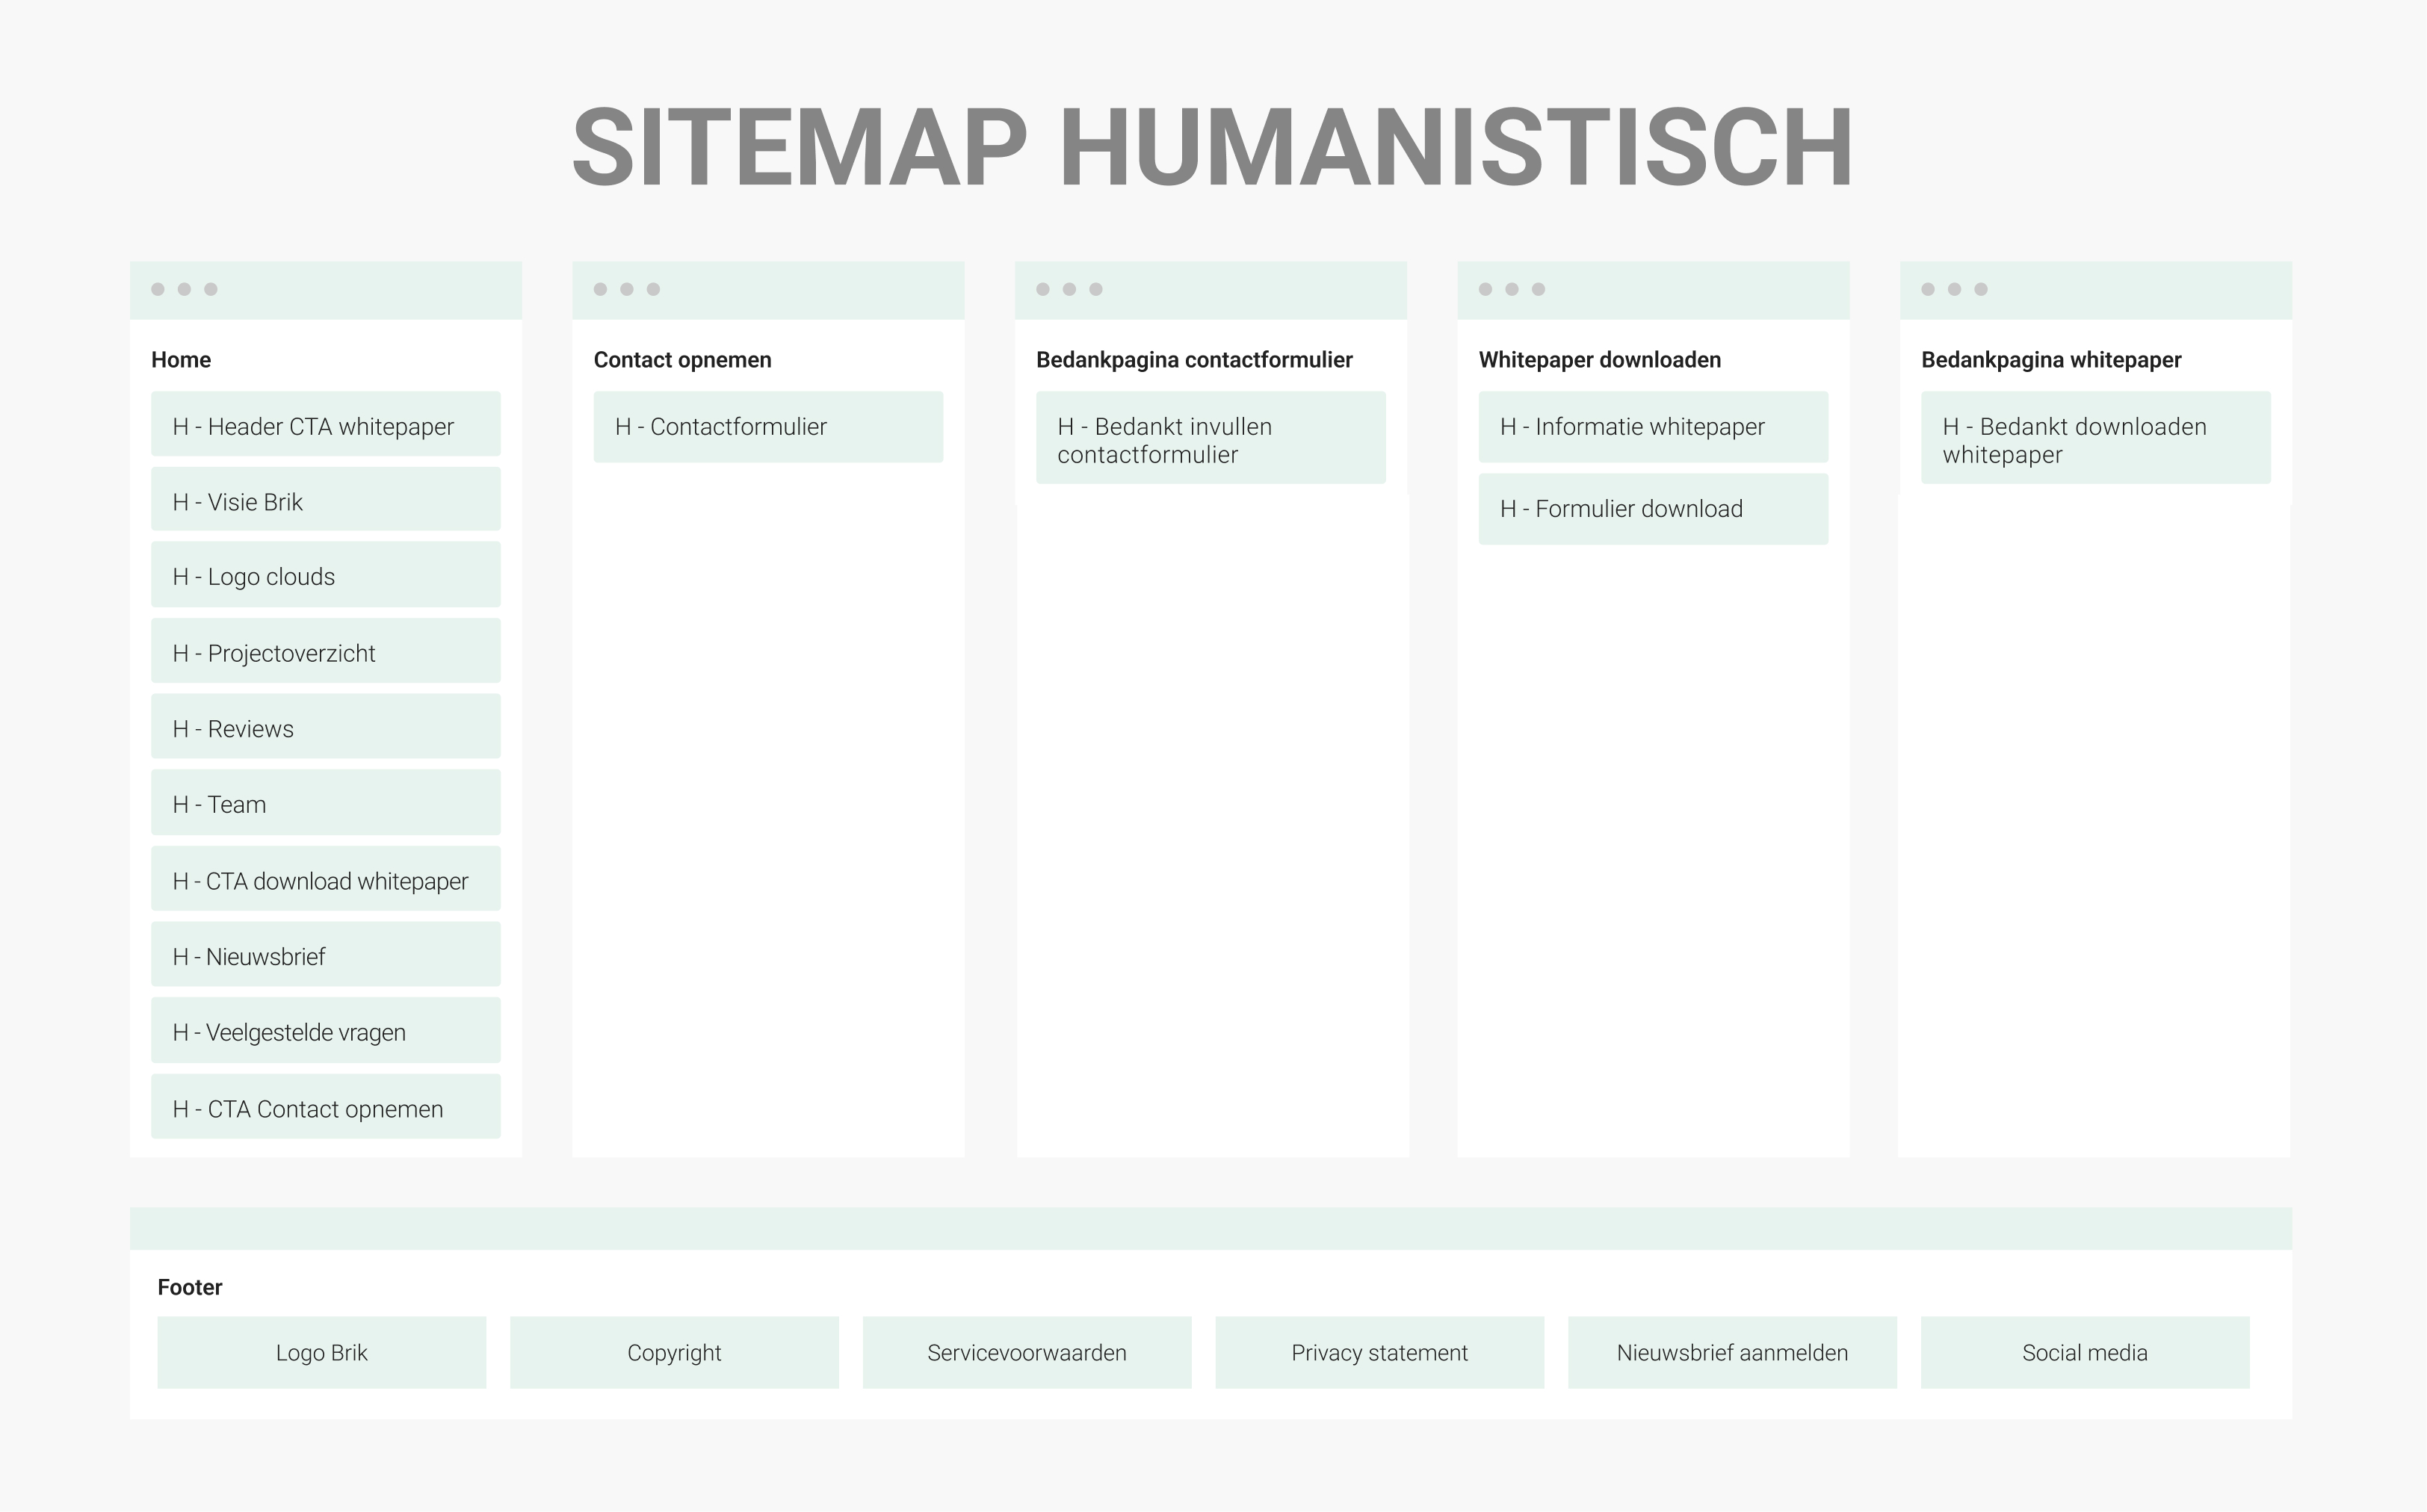 SITEMAP HUMANISTISCH
Home
H - Header CTA whitepaper
H - Visie Brik
H - Logo clouds
H - Projectoverzicht
H - Reviews
H - Team
H - CTA download whitepaper
H - Nieuwsbrief
H - Veelgestelde vragen
H - CTA Contact opnemen
Contact opnemen
H - Contactformulier
Bedankpagina contactformulier
H - Bedankt invullen
contactformulier
Whitepaper downloaden
H - Informatie whitepaper
H - Formulier download
Bedankpagina whitepaper
H - Bedankt downloaden
whitepaper
Footer
Logo Brik
Copyright
Servicevoorwaarden
Privacy statement
Nieuwsbrief aanmelden
Social media